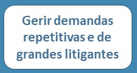 Gerir demandas
repetitivas e de
grandes litigantes